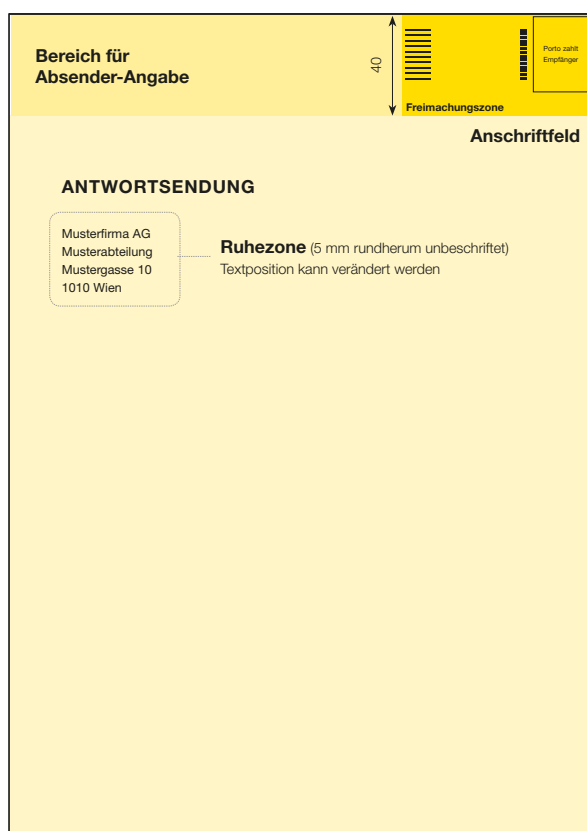 Bereich für
Absender-Angabe
40
Porto zahlt
Empfänger
Freimachungszone
Anschriftfeld
ANTWORTSENDUNG
Musterfirma AG
Musterabteilung
Mustergasse 10
1010 Wien
Ruhezone (5 mm rundherum unbeschriftet)
Textposition kann verändert werden